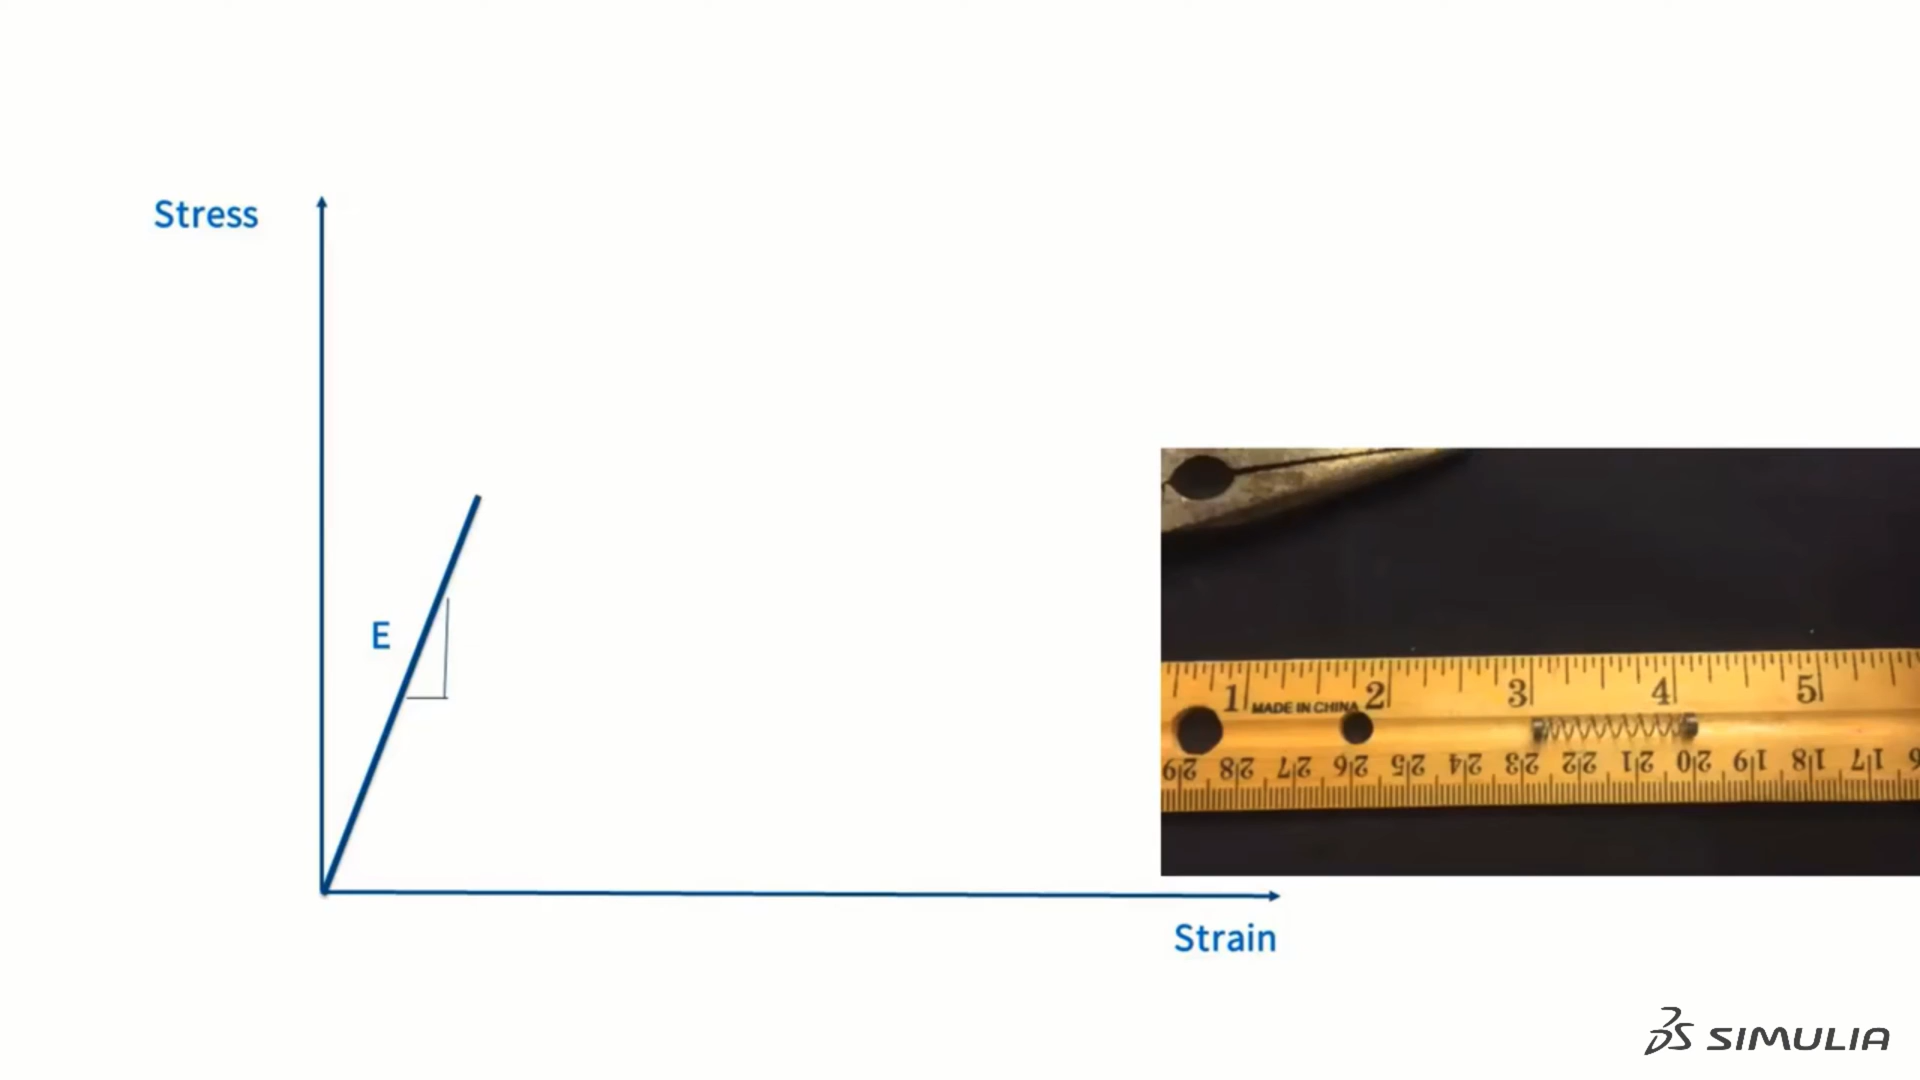 Stress
E
1 2 3 4 5
MADE IN CHINA
29 28 27 26 25 24 23 22 21 20 19 18 17
Strain
3DS SIMULIA